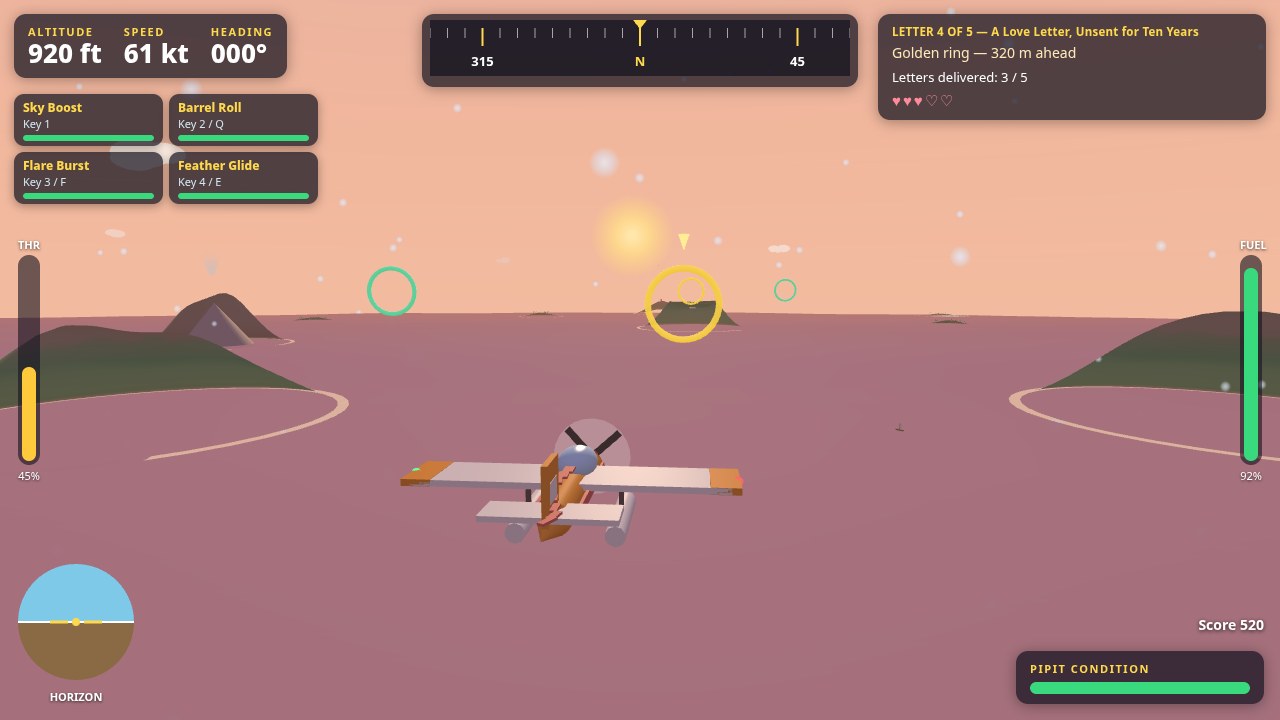 ALTITUDE SPEED HEADING
920 ft 61 kt 000°
315 N 45
LETTER 4 OF 5 — A Love Letter, Unsent for Ten Years
Golden ring — 320 m ahead
Letters delivered: 3 / 5
♥♥♥♡♡
Sky Boost
Key 1
Barrel Roll
Key 2 / Q
Flare Burst
Key 3 / F
Feather Glide
Key 4 / E
THR
45%
FUEL
92%
HORIZON
Score 520
PIPIT CONDITION